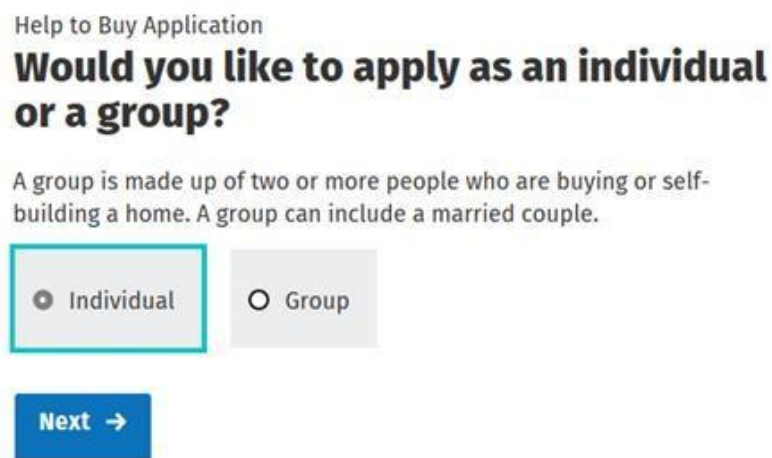 Help to Buy Application
Would you like to apply as an individual
or a group?
A group is made up of two or more people who are buying or self-
building a home. A group can include a married couple.
Individual
Group
Next →